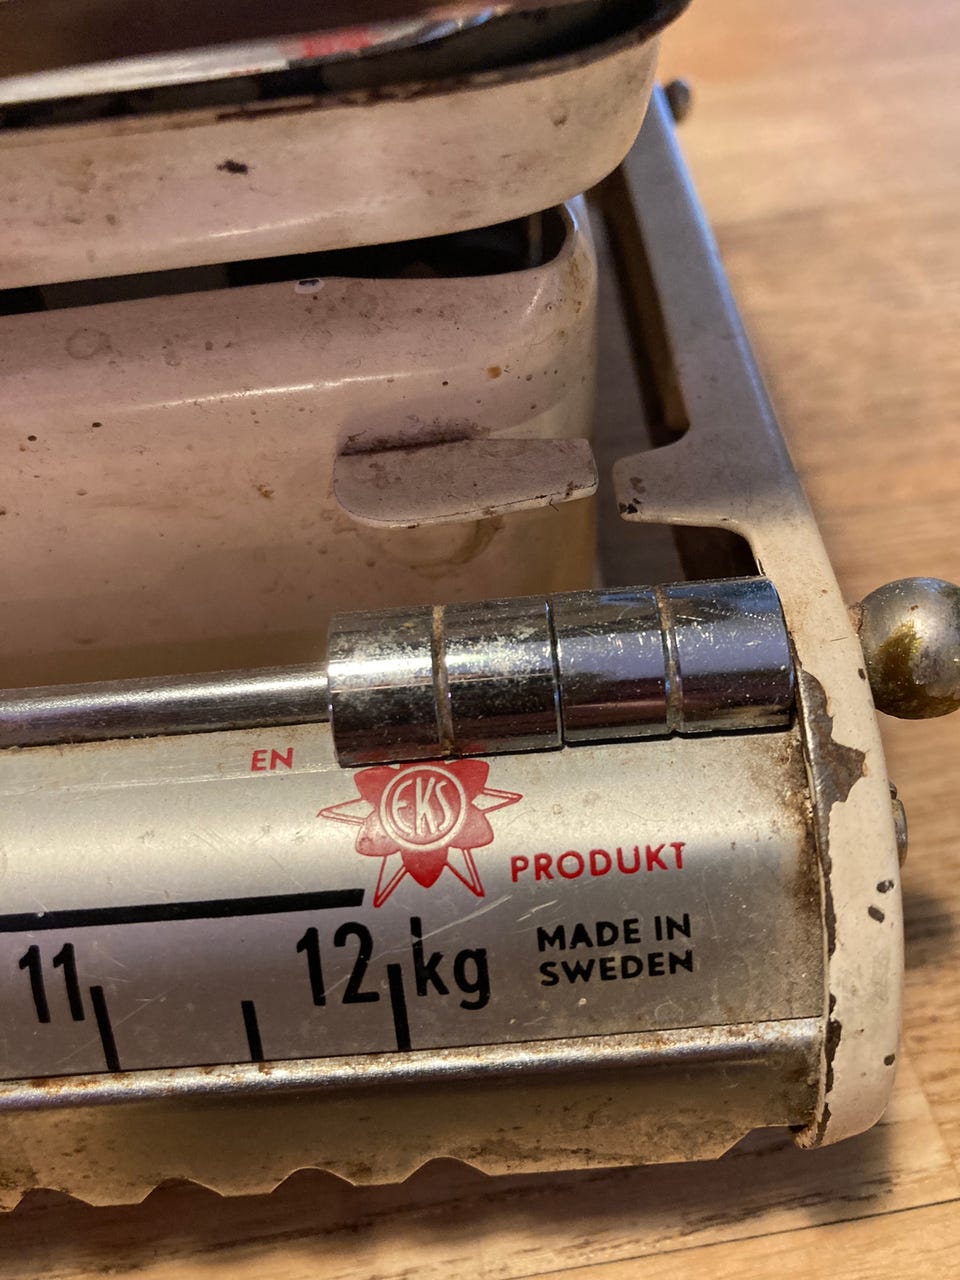 EN
EKS
PRODUKT
MADE IN
SWEDEN
11 12 kg